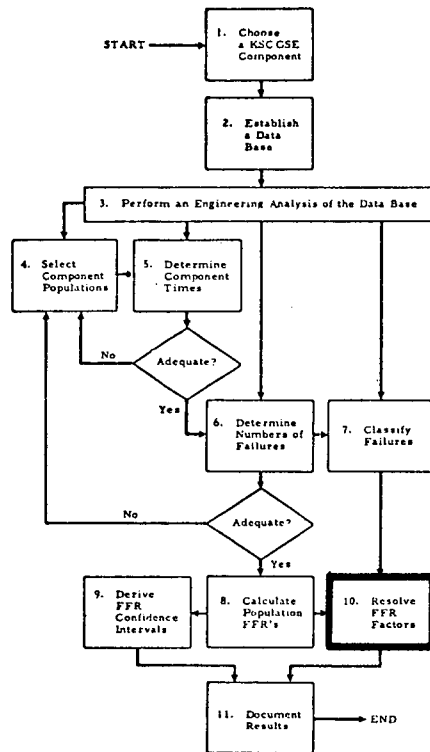 1. Choose
a KSC GSE
Component
START
2. Establish
a Data
Base
3. Perform an Engineering Analysis of the Data Base
4. Select
Component
Populations
5. Determine
Component
Times
No
Adequate?
Yes
6. Determine
Numbers of
Failures
7. Classify
Failures
No
Adequate?
Yes
9. Derive
FFR
Confidence
Intervals
8. Calculate
Population
FFR's
10. Resolve
FFR
Factors
11. Document
Results
END